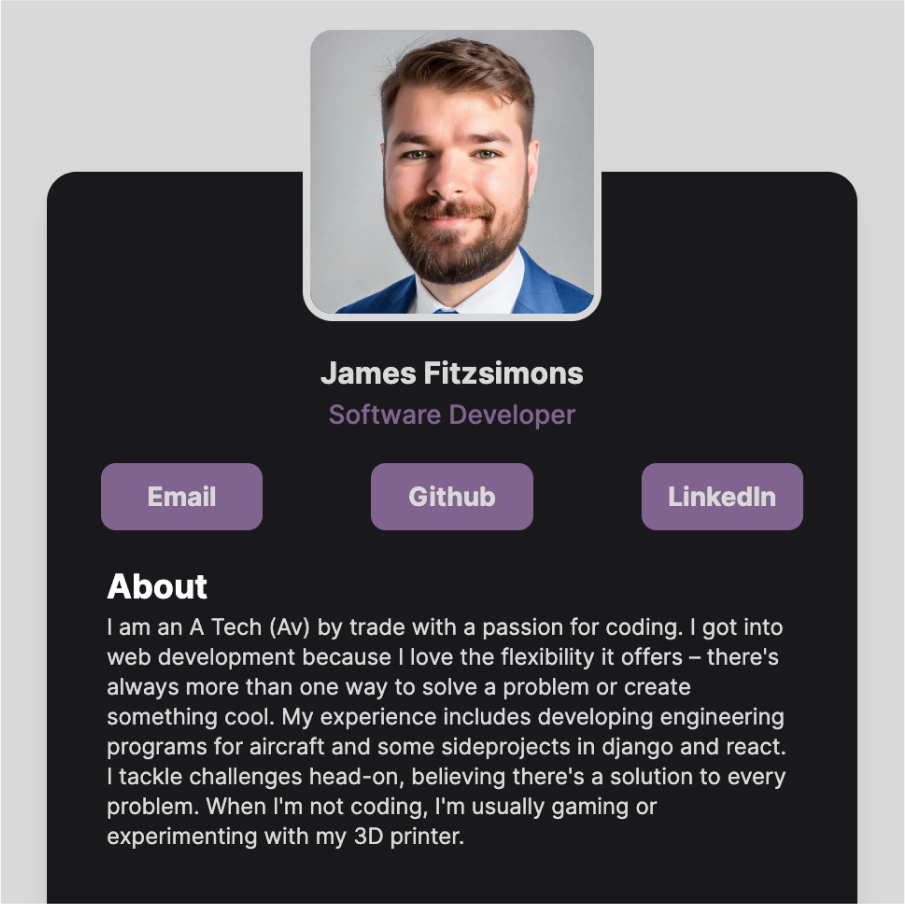 James Fitzsimons
Software Developer
Email
Github
LinkedIn
About
I am an A Tech (Av) by trade with a passion for coding. I got into
web development because I love the flexibility it offers – there's
always more than one way to solve a problem or create
something cool. My experience includes developing engineering
programs for aircraft and some sideprojects in django and react.
I tackle challenges head-on, believing there's a solution to every
problem. When I'm not coding, I'm usually gaming or
experimenting with my 3D printer.